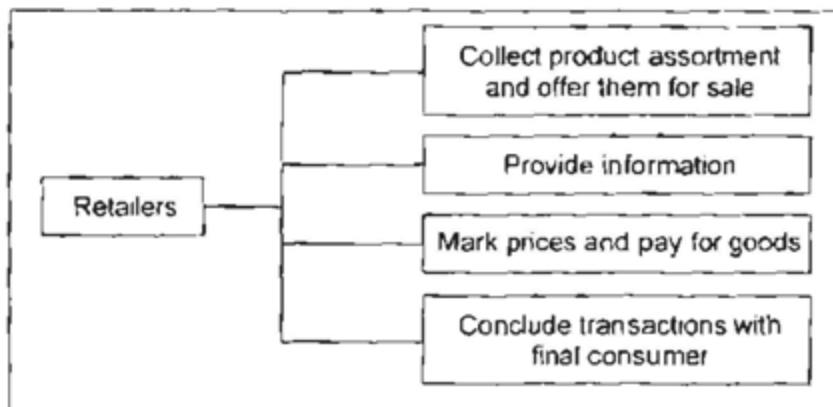 Collect product assortment
and offer them for sale
Provide information
Retailers
Mark prices and pay for goods
Conclude transactions with
final consumer